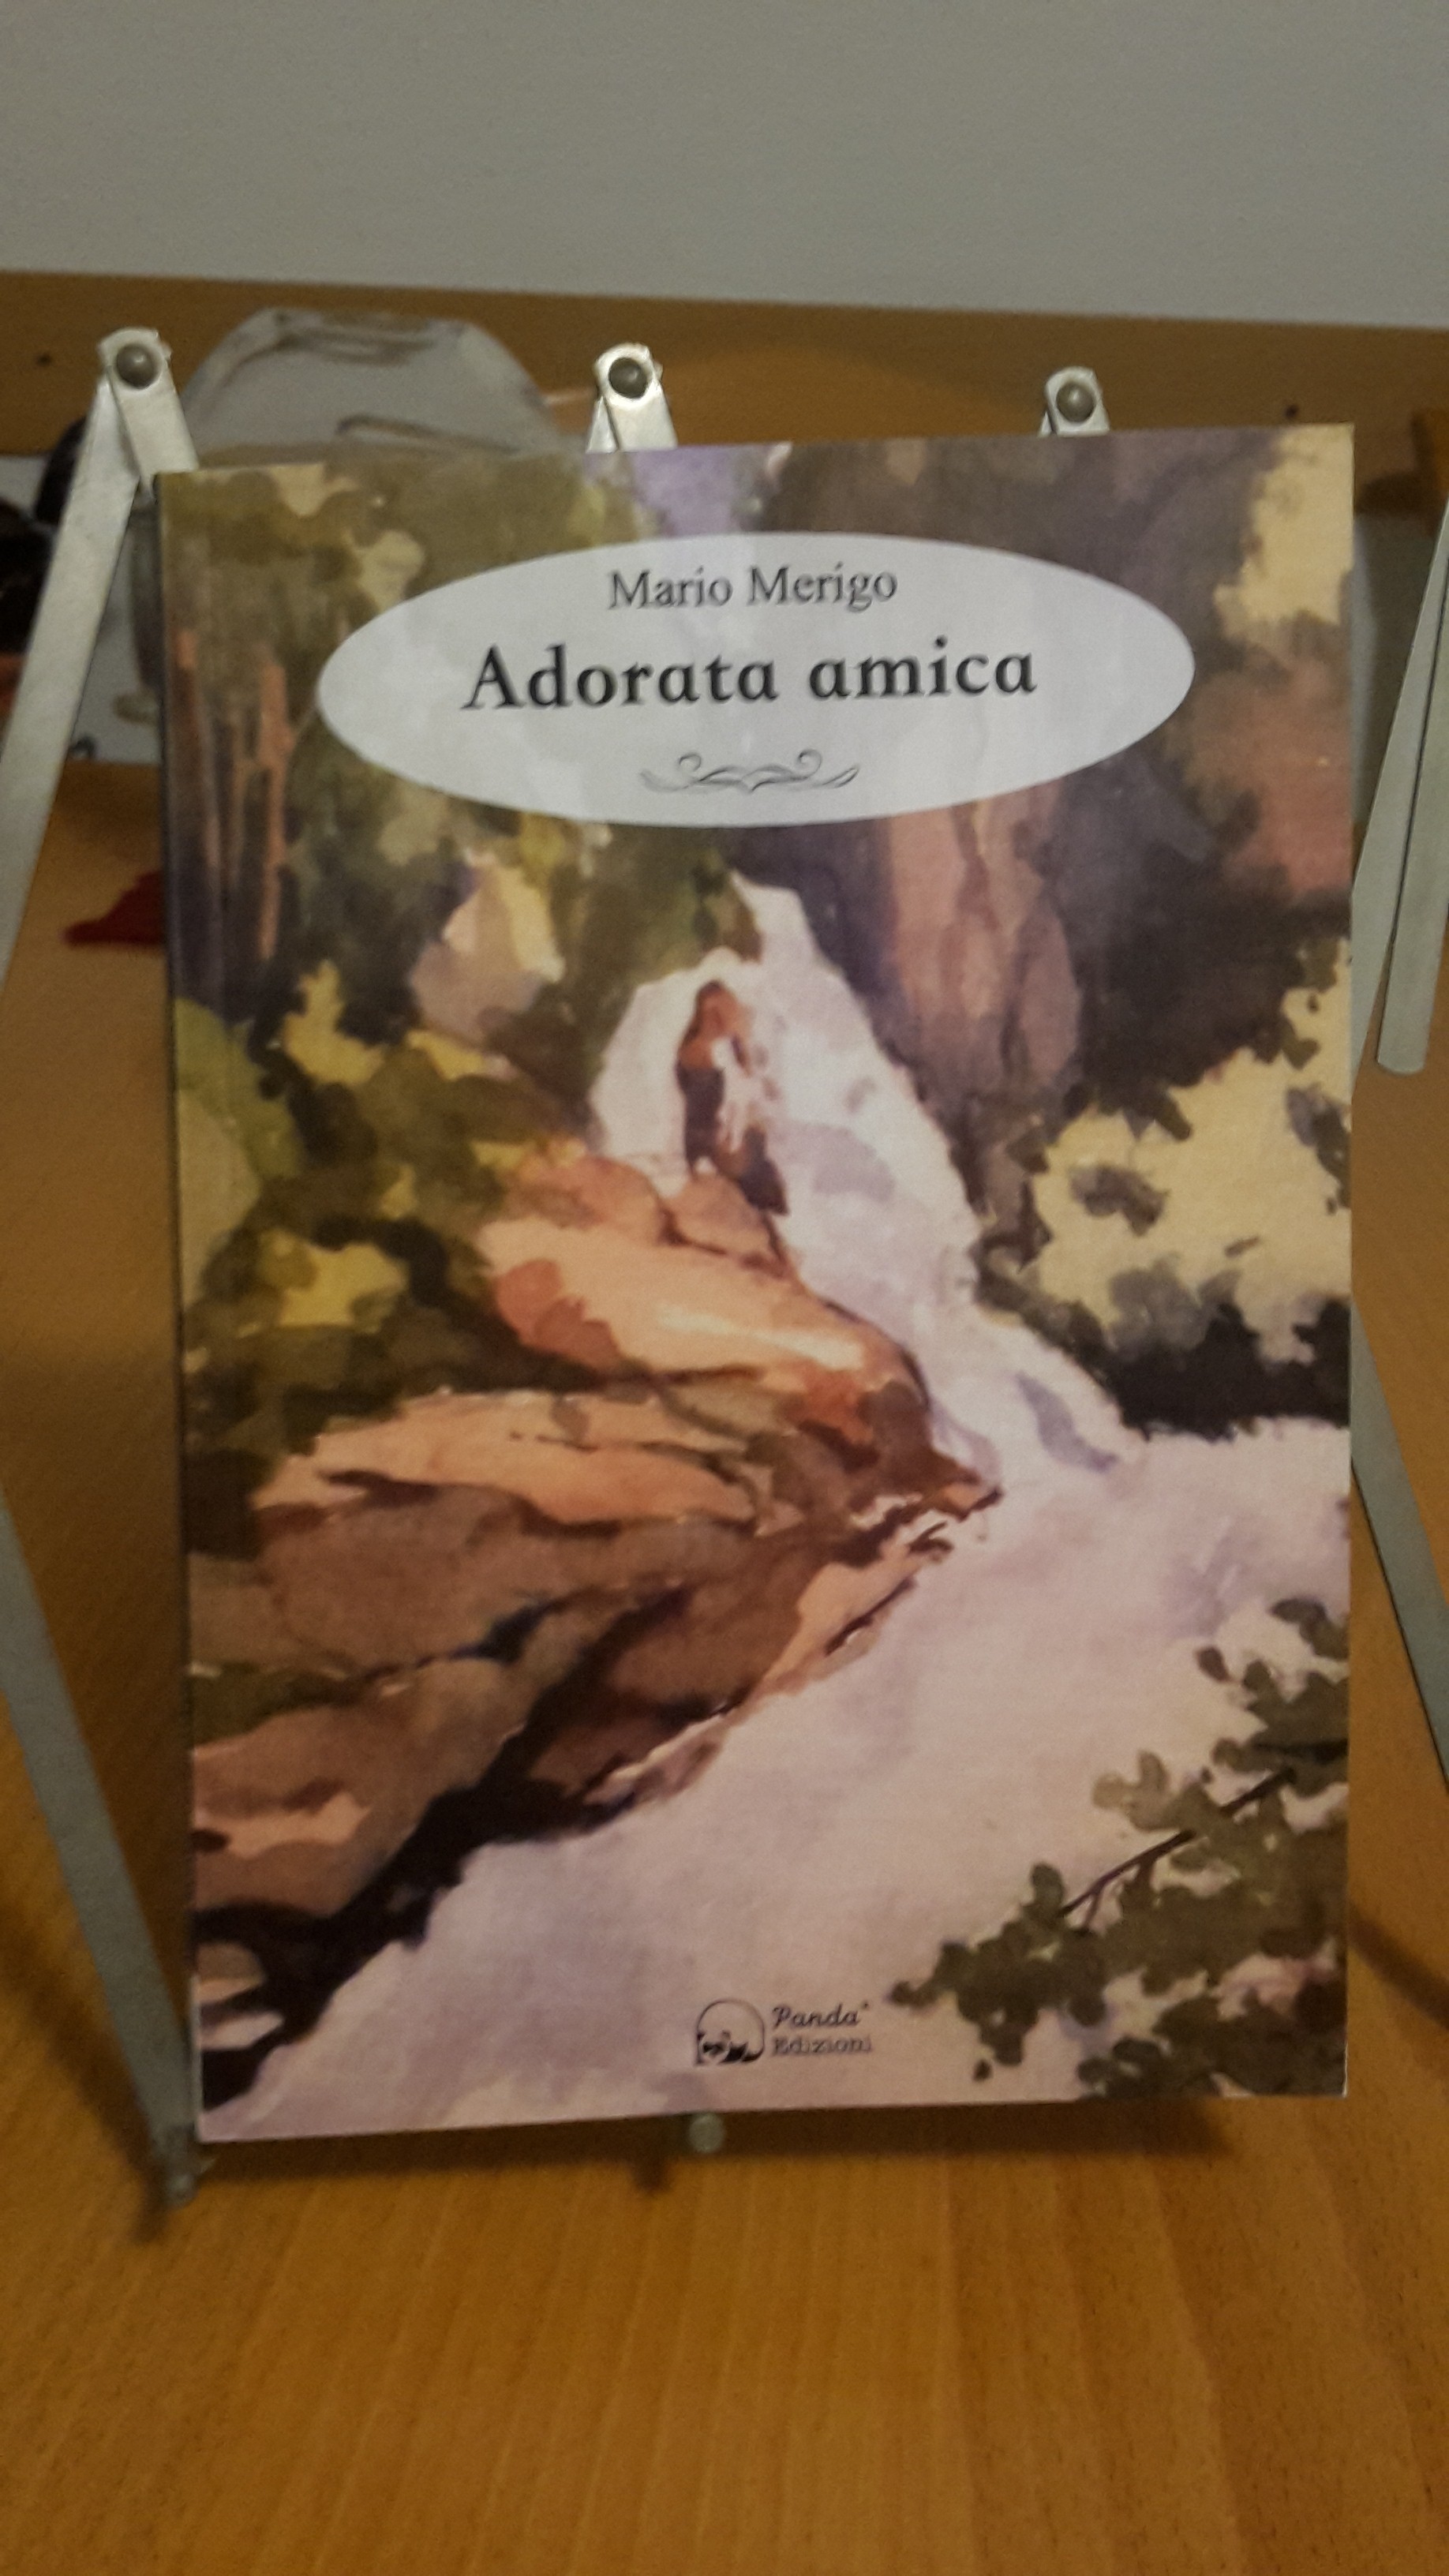 Mario Merigo
Adorata amica
Panda
Edizioni